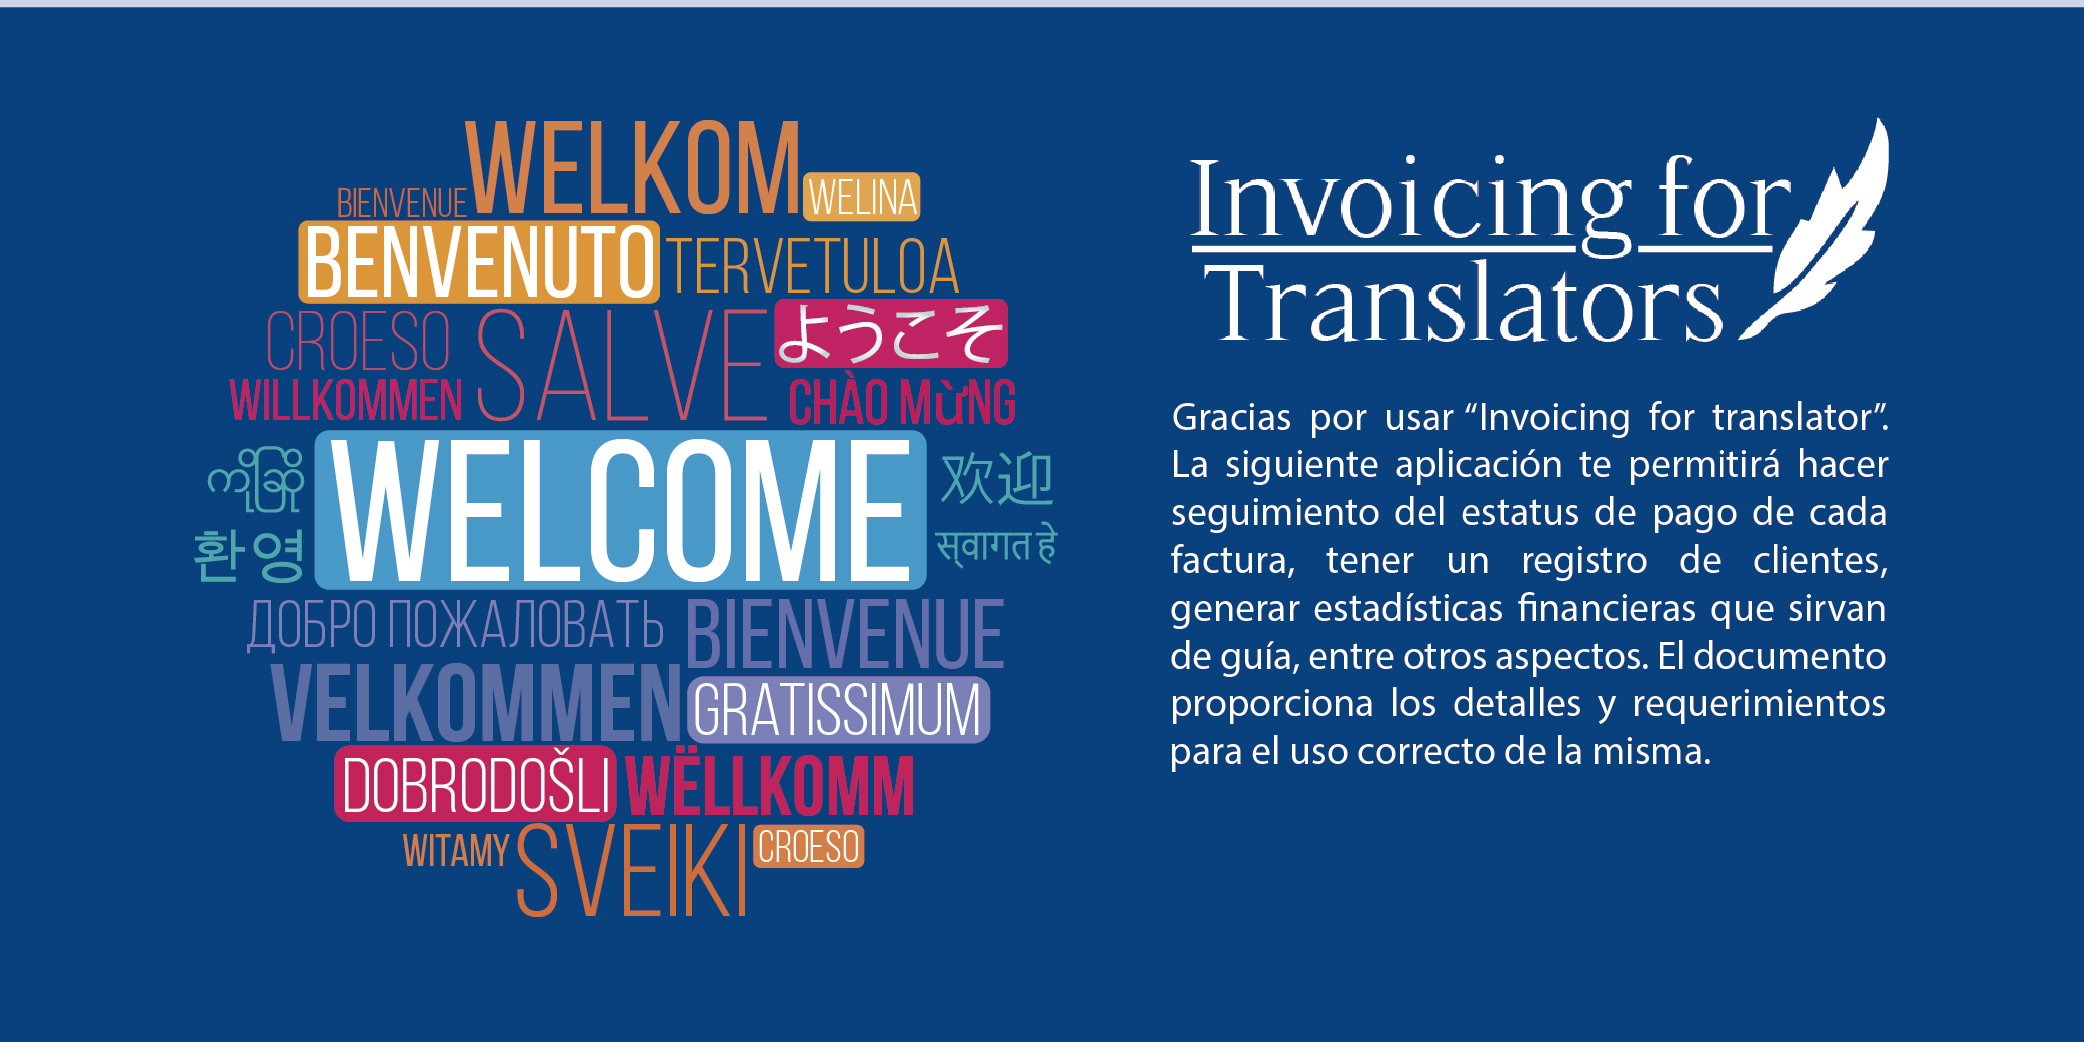 WELKOM
BIENVENUE
WELINA
BENVENUTO
TERVETULOA
CROESO
SALVE
ようこそ
WILLKOMMEN
CHÀO MỪNG
ကြိုဆို
WELCOME
欢迎
환영
स्वागत हे
ДОБРО ПОЖАЛОВАТЬ
BIENVENUE
VELKOMMEN
GRATISSIMUM
DOBRODOŠLI
WËLLKOMM
WITAMY
SVEIKI
CROESO
Invoicing for
Translators
Gracias por usar “Invoicing for translator”.
La siguiente aplicación te permitirá hacer
seguimiento del estatus de pago de cada
factura, tener un registro de clientes,
generar estadísticas financieras que sirvan
de guía, entre otros aspectos. El documento
proporciona los detalles y requerimientos
para el uso correcto de la misma.